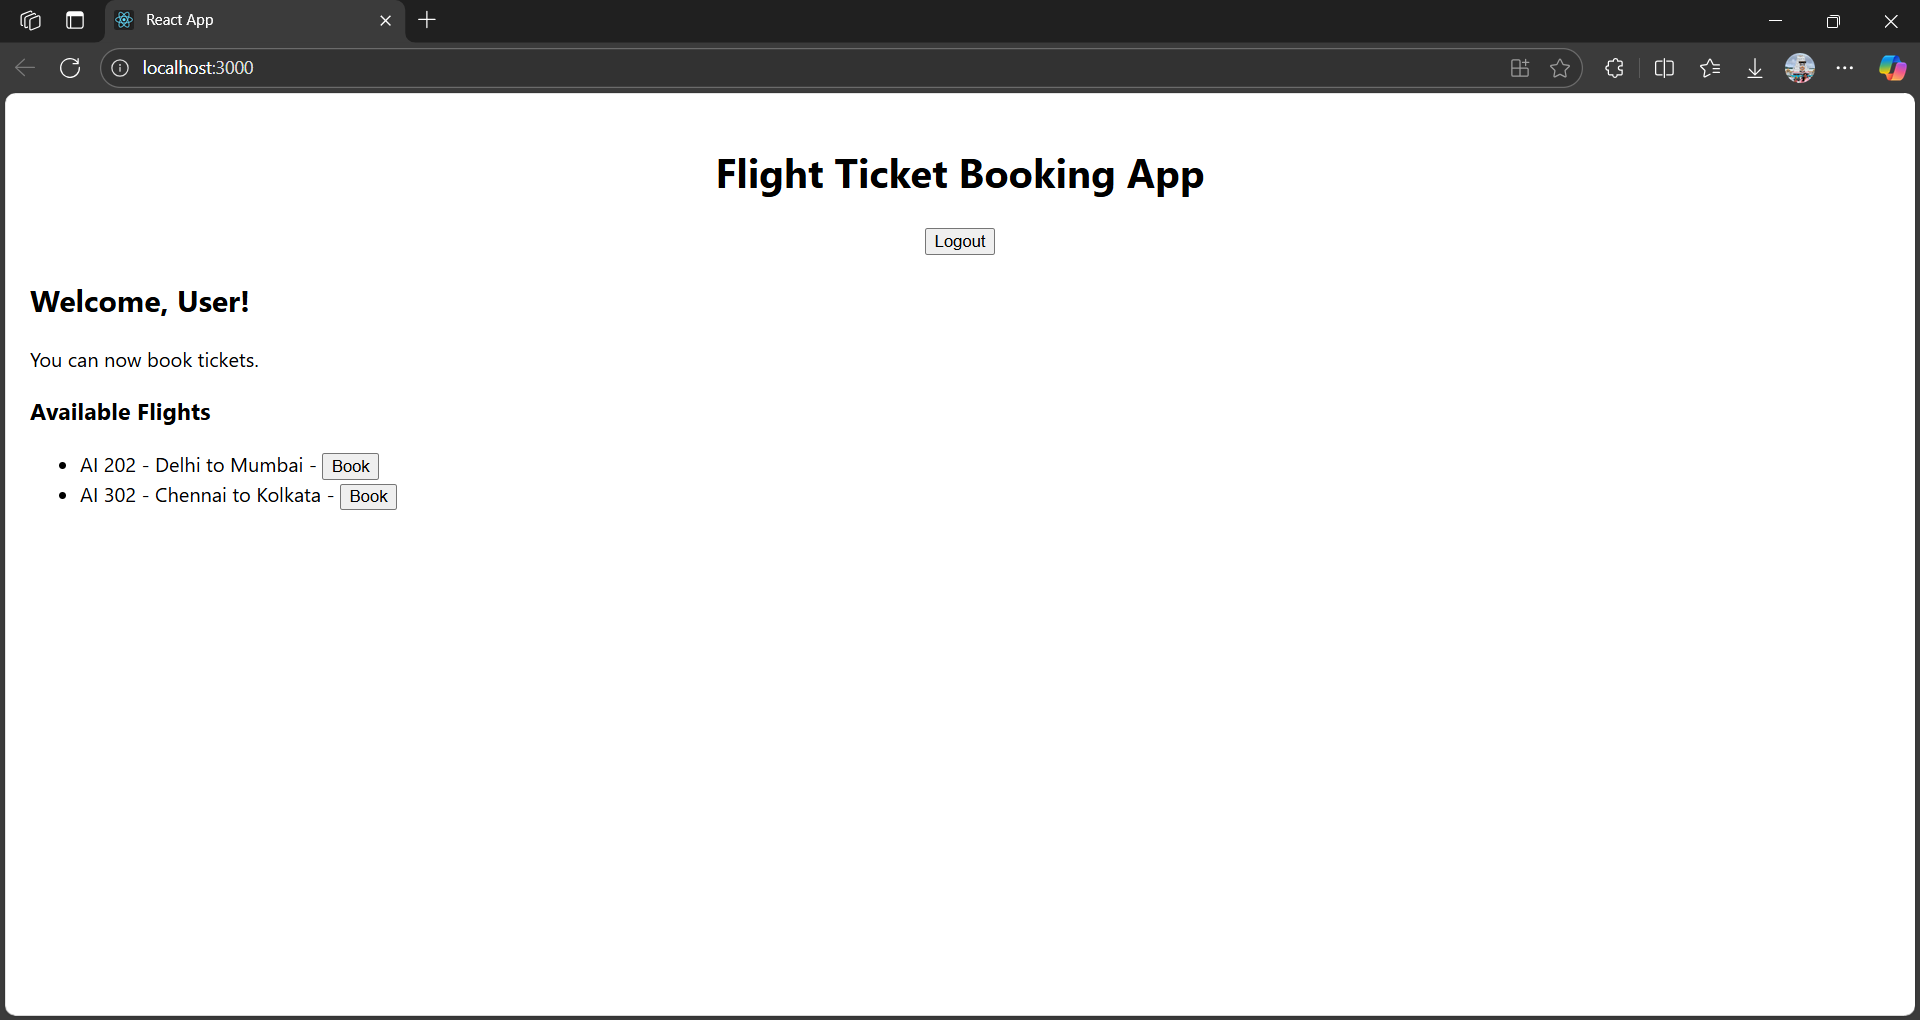 React App
localhost:3000
Flight Ticket Booking App
Logout
Welcome, User!
You can now book tickets.
Available Flights
• AI 202 - Delhi to Mumbai - Book
• AI 302 - Chennai to Kolkata - Book